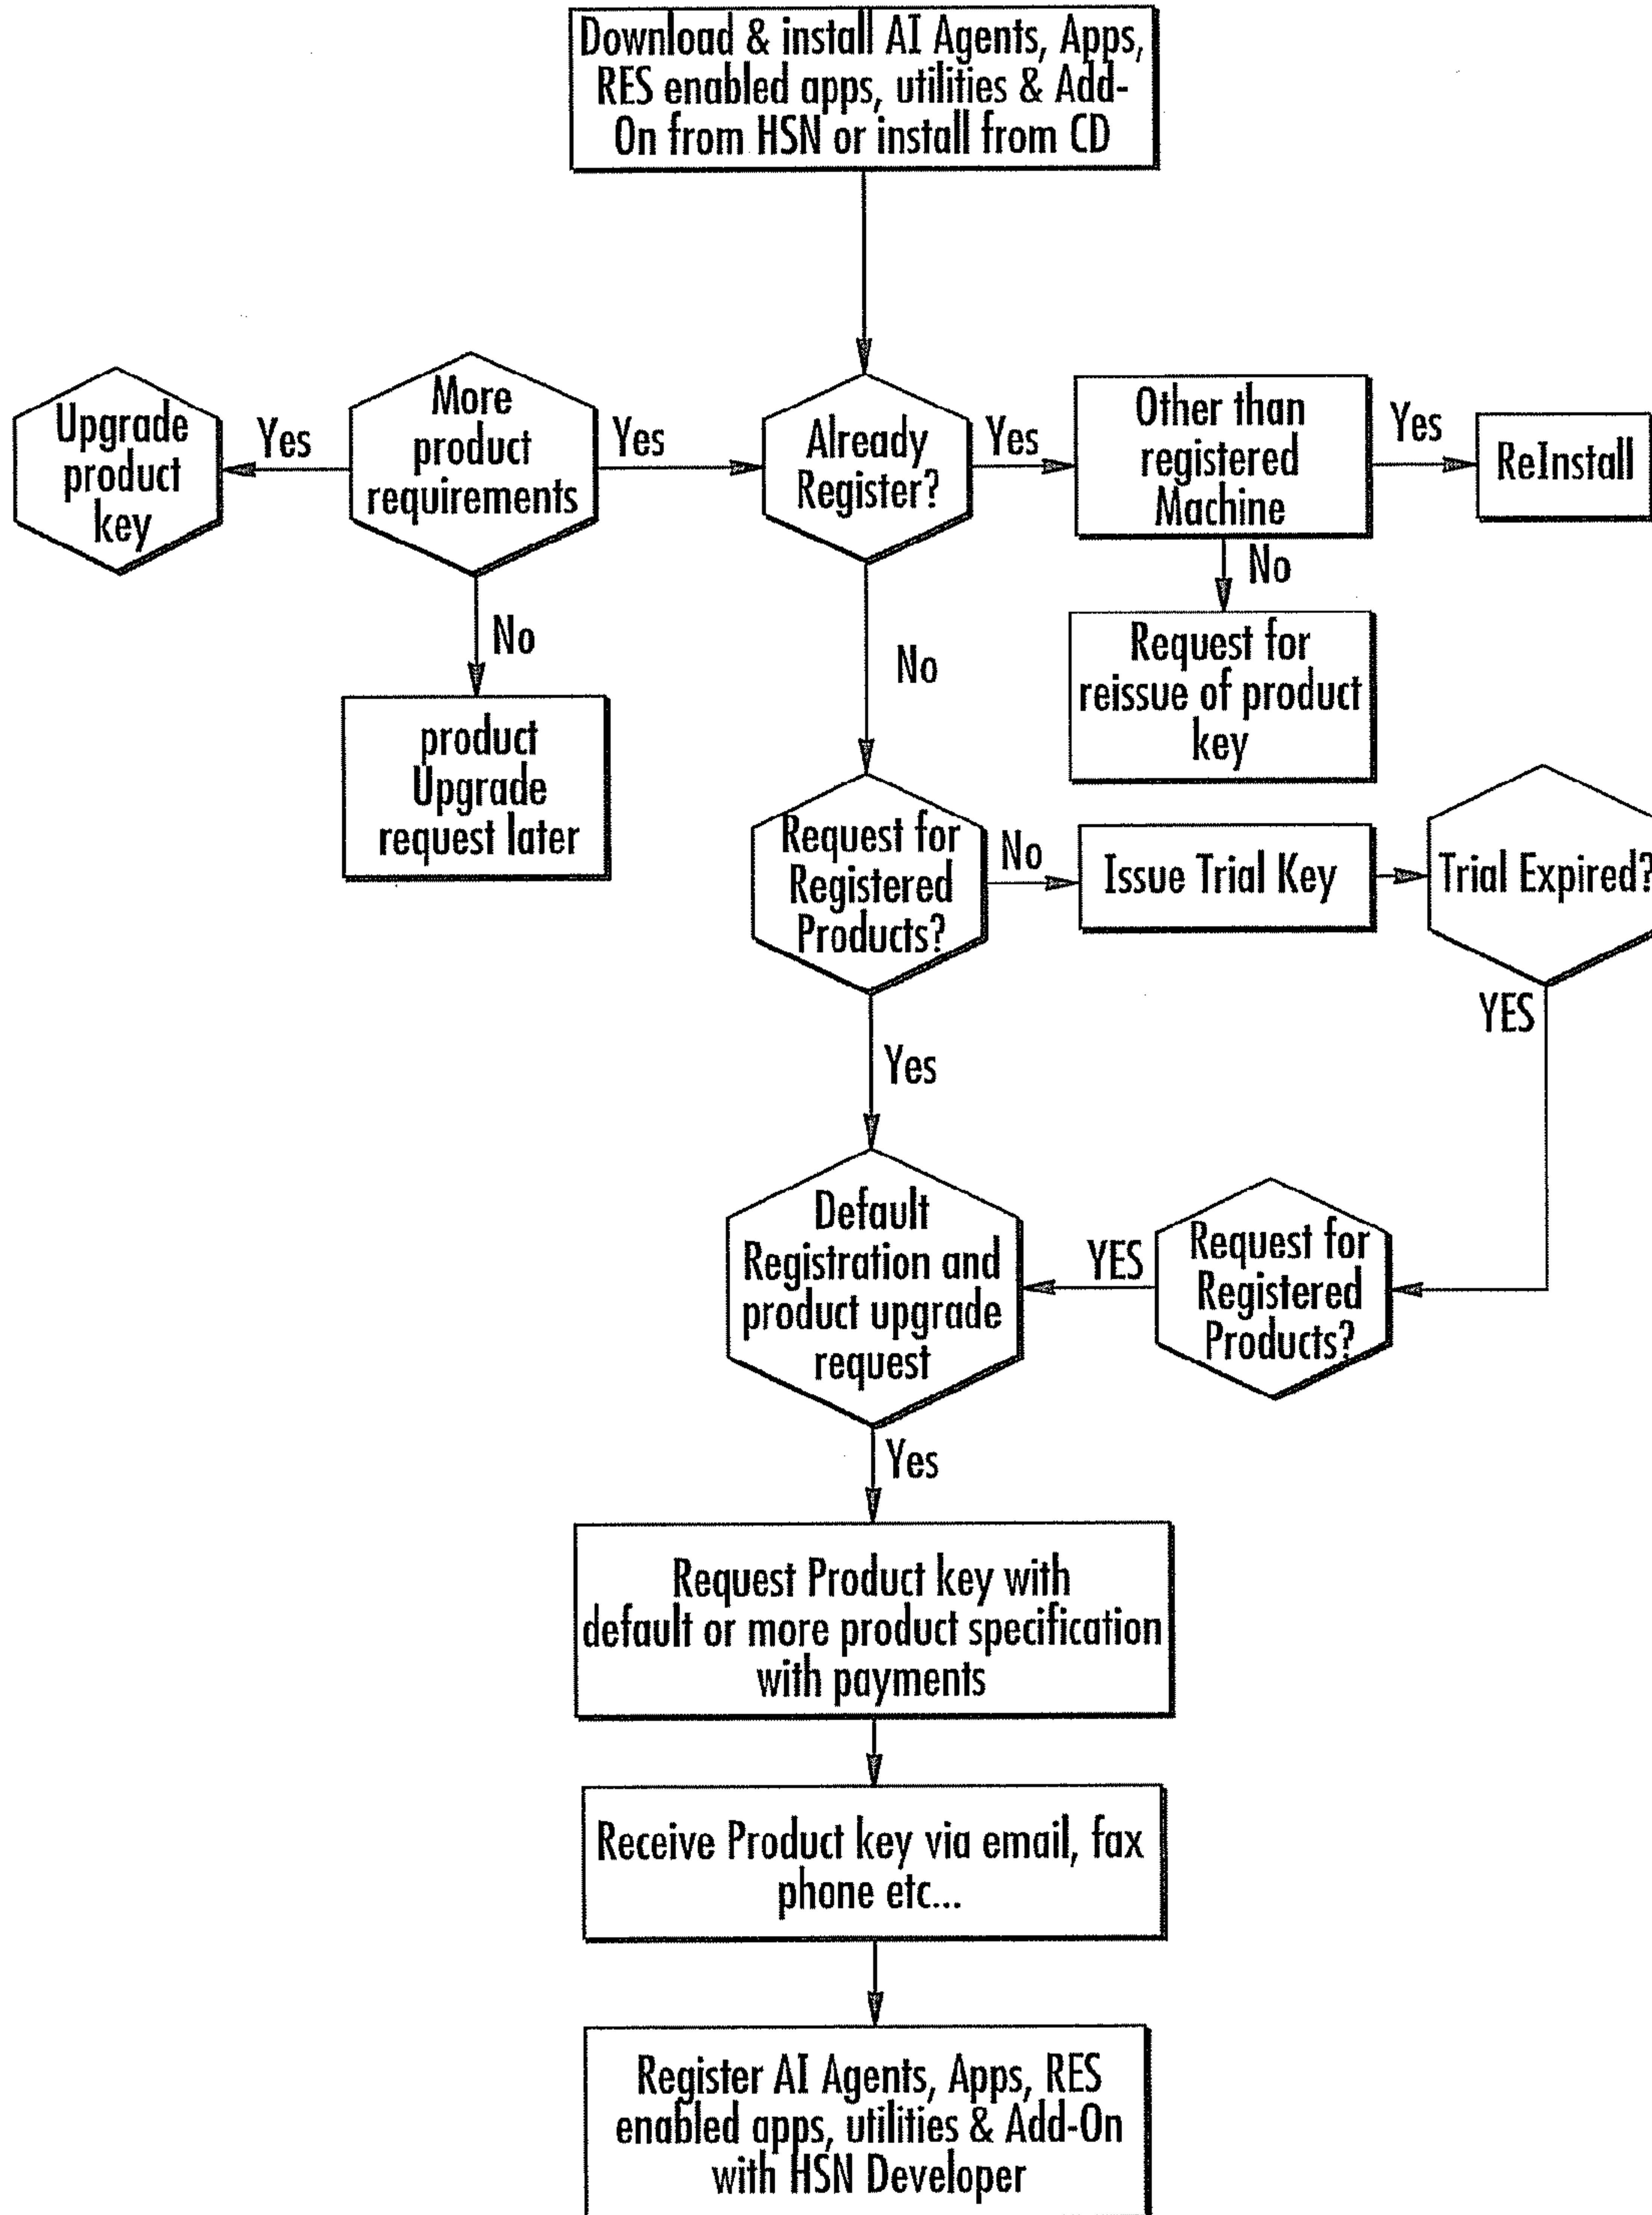 Download & install AI Agents, Apps,
RES enabled apps, utilities & Add-
On from HSN or install from CD
Upgrade
product
key
Yes
More
product
requirements
Yes
Already
Register?
Yes
Other than
registered
Machine
Yes
ReInstall
No
product
Upgrade
request later
No
No
Request for
reissue of product
key
Request for
Registered
Products?
No
Issue Trial Key
Trial Expired?
YES
Yes
Default
Registration and
product upgrade
request
YES
Request for
Registered
Products?
Yes
Request Product key with
default or more product specification
with payments
Receive Product key via email, fax
phone etc...
Register AI Agents, Apps, RES
enabled apps, utilities & Add-On
with HSN Developer